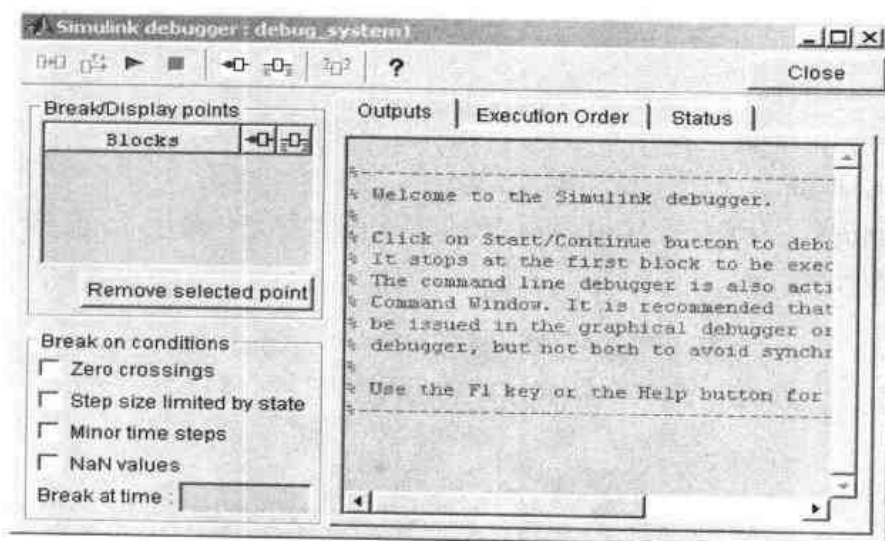 Simulink debugger : debug_system1
?
Close
Break/Display points
Blocks
Remove selected point
Break on conditions
Zero crossings
Step size limited by state
Minor time steps
NaN values
Break at time :
Outputs | Execution Order | Status |
%----------------------------------------
% Welcome to the Simulink debugger.
%
% Click on Start/Continue button to debu
% It stops at the first block to be exec
% The command line debugger is also acti
% Command Window. It is recommended that
% be issued in the graphical debugger or
% debugger, but not both to avoid synchr
%
% Use the F1 key or the Help button for
%----------------------------------------